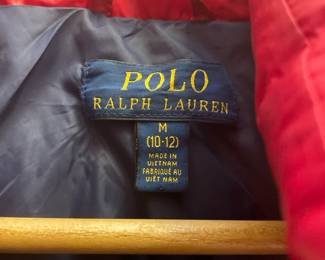 POLO
RALPH LAUREN
M
(10-12)
MADE IN
VIETNAM
FABRIQUÉ AU
VIÊT NAM